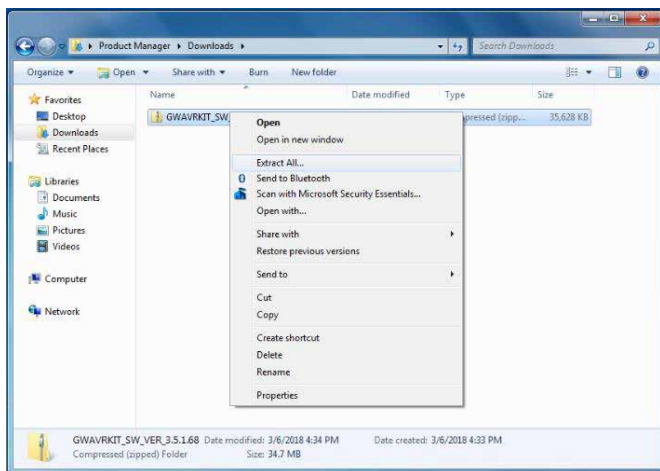 Product Manager ▸ Downloads ▸
Search Downloads
Organize Open Share with Burn New folder
Name Date modified Type Size
Favorites
Desktop
Downloads
Recent Places
Libraries
Documents
Music
Pictures
Videos
Computer
Network
GWAVRKIT_SW_ pressed (zipp... 35,628 KB
Open
Open in new window
Extract All...
Send to Bluetooth
Scan with Microsoft Security Essentials...
Open with...
Share with
Restore previous versions
Send to
Cut
Copy
Create shortcut
Delete
Rename
Properties
GWAVRKIT_SW_VER_3.5.1.68 Date modified: 3/6/2018 4:34 PM Date created: 3/6/2018 4:33 PM
Compressed (zipped) Folder Size: 34.7 MB